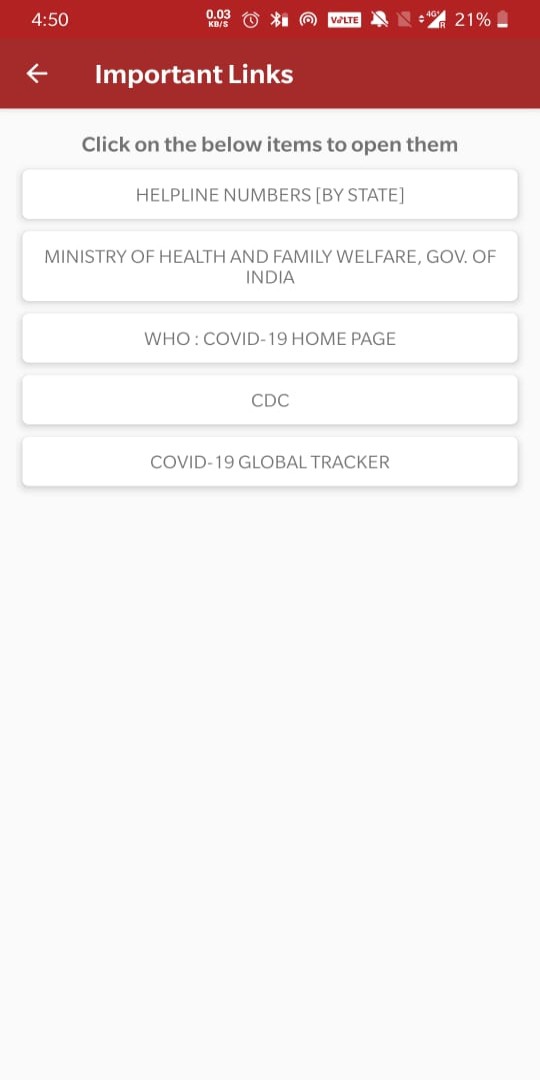 4:50
0.03
KB/S
VoLTE
4G+
R
21%
Important Links
Click on the below items to open them
HELPLINE NUMBERS [BY STATE]
MINISTRY OF HEALTH AND FAMILY WELFARE, GOV. OF
INDIA
WHO : COVID-19 HOME PAGE
CDC
COVID-19 GLOBAL TRACKER